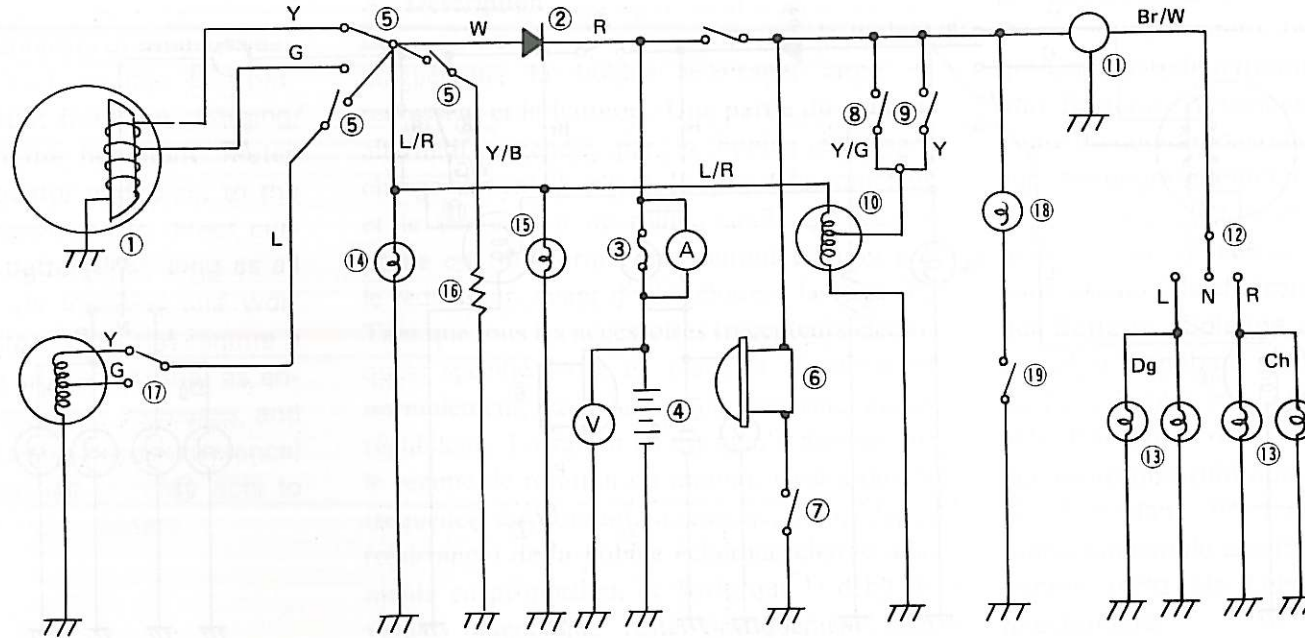 Y ⑤ W ② R Br/W
G ⑤ ⑪
⑤ ⑧ ⑨
L/R Y/B Y/G Y
L/R
① L ⑭ ⑮ ③ A ⑩ ⑱ ⑫
⑯ L N R
Y
G ⑰ V ④ ⑥ ⑲ Dg Ch
⑬ ⑬
⑦